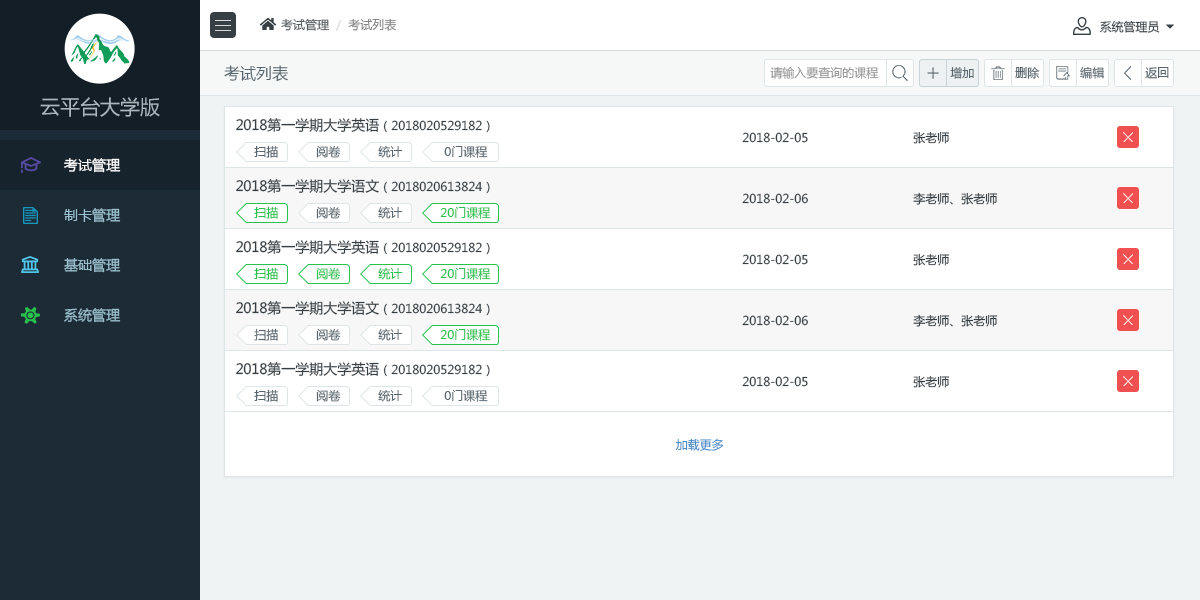 云平台大学版
考试管理
制卡管理
基础管理
系统管理
考试管理 / 考试列表
系统管理员
考试列表
请输入要查询的课程
增加
删除
编辑
返回
2018第一学期大学英语 ( 2018020529182 )
扫描 阅卷 统计 0门课程
2018-02-05
张老师
2018第一学期大学语文 ( 2018020613824 )
扫描 阅卷 统计 20门课程
2018-02-06
李老师、张老师
2018第一学期大学英语 ( 2018020529182 )
扫描 阅卷 统计 20门课程
2018-02-05
张老师
2018第一学期大学语文 ( 2018020613824 )
扫描 阅卷 统计 20门课程
2018-02-06
李老师、张老师
2018第一学期大学英语 ( 2018020529182 )
扫描 阅卷 统计 0门课程
2018-02-05
张老师
加载更多